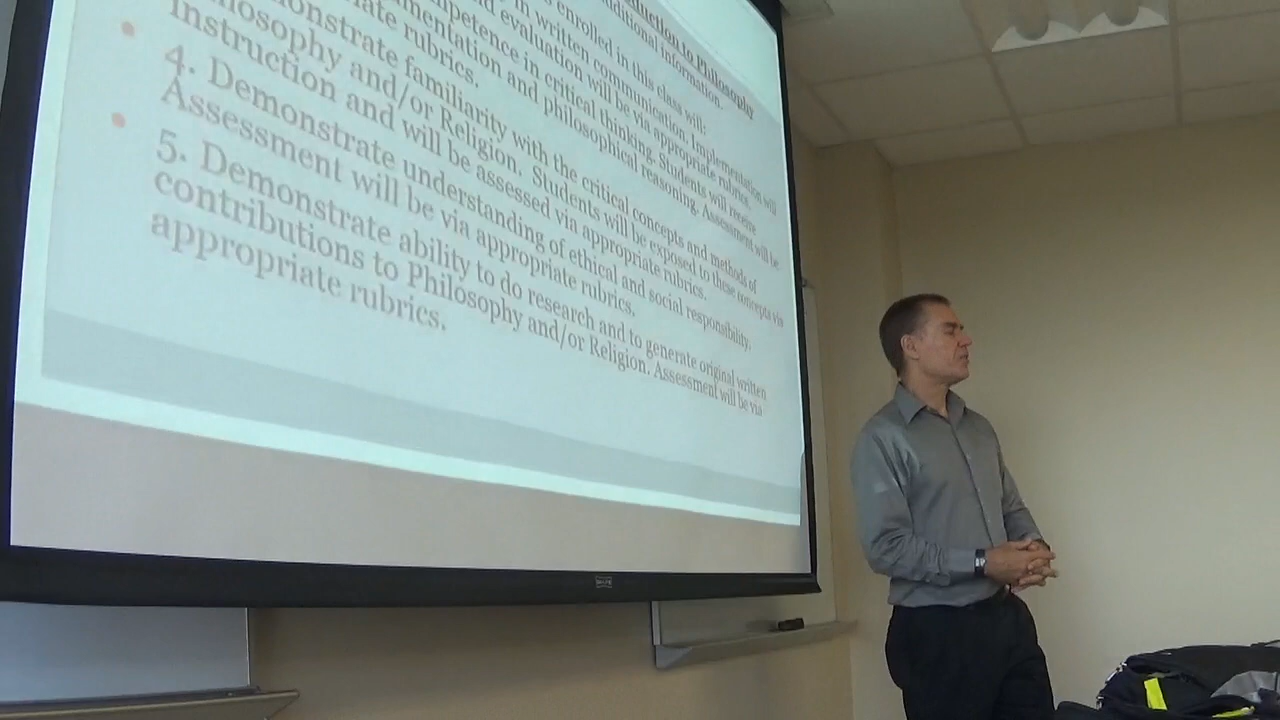 duction to Philosophy
additional information.
enrolled in this class will:
in written communication. Implementation will
d evaluation will be via appropriate rubrics.
mpetence in critical thinking. Students will receive
mentation and philosophical reasoning. Assessment will be
iate rubrics.
monstrate familiarity with the critical concepts and methods of
hilosophy and/or Religion. Students will be exposed to these concepts via
Instruction and will be assessed via appropriate rubrics.
4. Demonstrate understanding of ethical and social responsibility.
Assessment will be via appropriate rubrics.
5. Demonstrate ability to do research and to generate original written
contributions to Philosophy and/or Religion. Assessment will be via
appropriate rubrics.